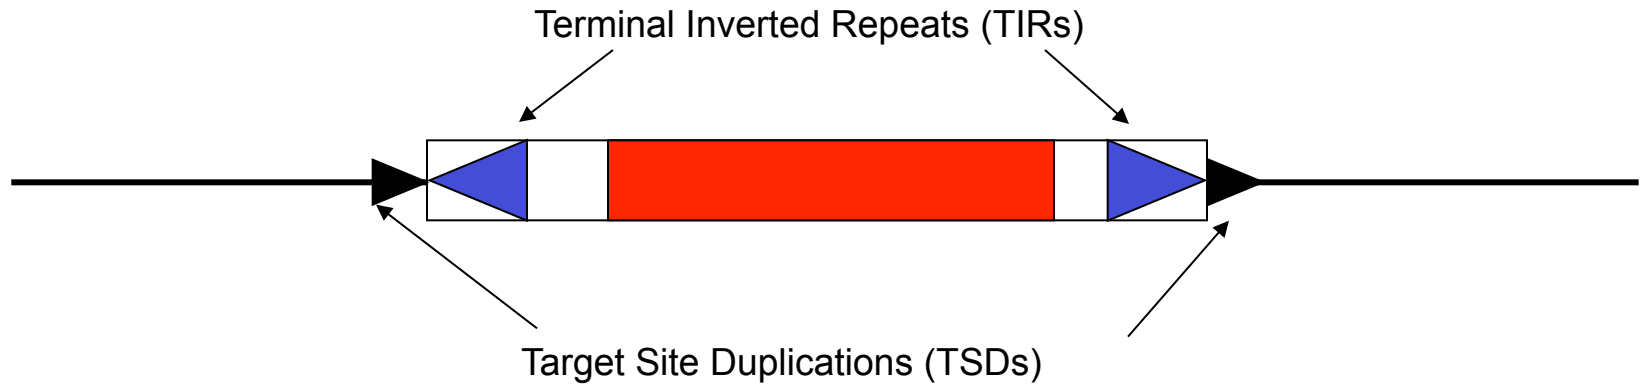 Terminal Inverted Repeats (TIRs)
Target Site Duplications (TSDs)